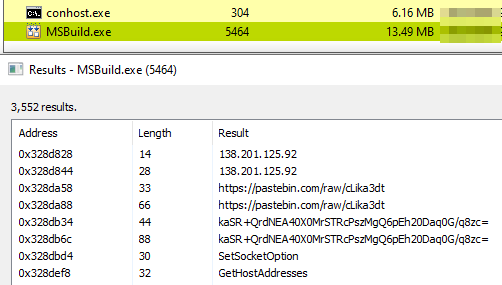 conhost.exe 304 6.16 MB
MSBuild.exe 5464 13.49 MB
Results - MSBuild.exe (5464)
3,552 results.
Address Length Result
0x328d828 14 138.201.125.92
0x328d844 28 138.201.125.92
0x328da58 33 https://pastebin.com/raw/cLika3dt
0x328da88 66 https://pastebin.com/raw/cLika3dt
0x328db34 44 kaSR+QrdNEA40X0MrSTRcPszMgQ6pEh20Daq0G/q8zc=
0x328db6c 88 kaSR+QrdNEA40X0MrSTRcPszMgQ6pEh20Daq0G/q8zc=
0x328dbd4 30 SetSocketOption
0x328def8 32 GetHostAddresses